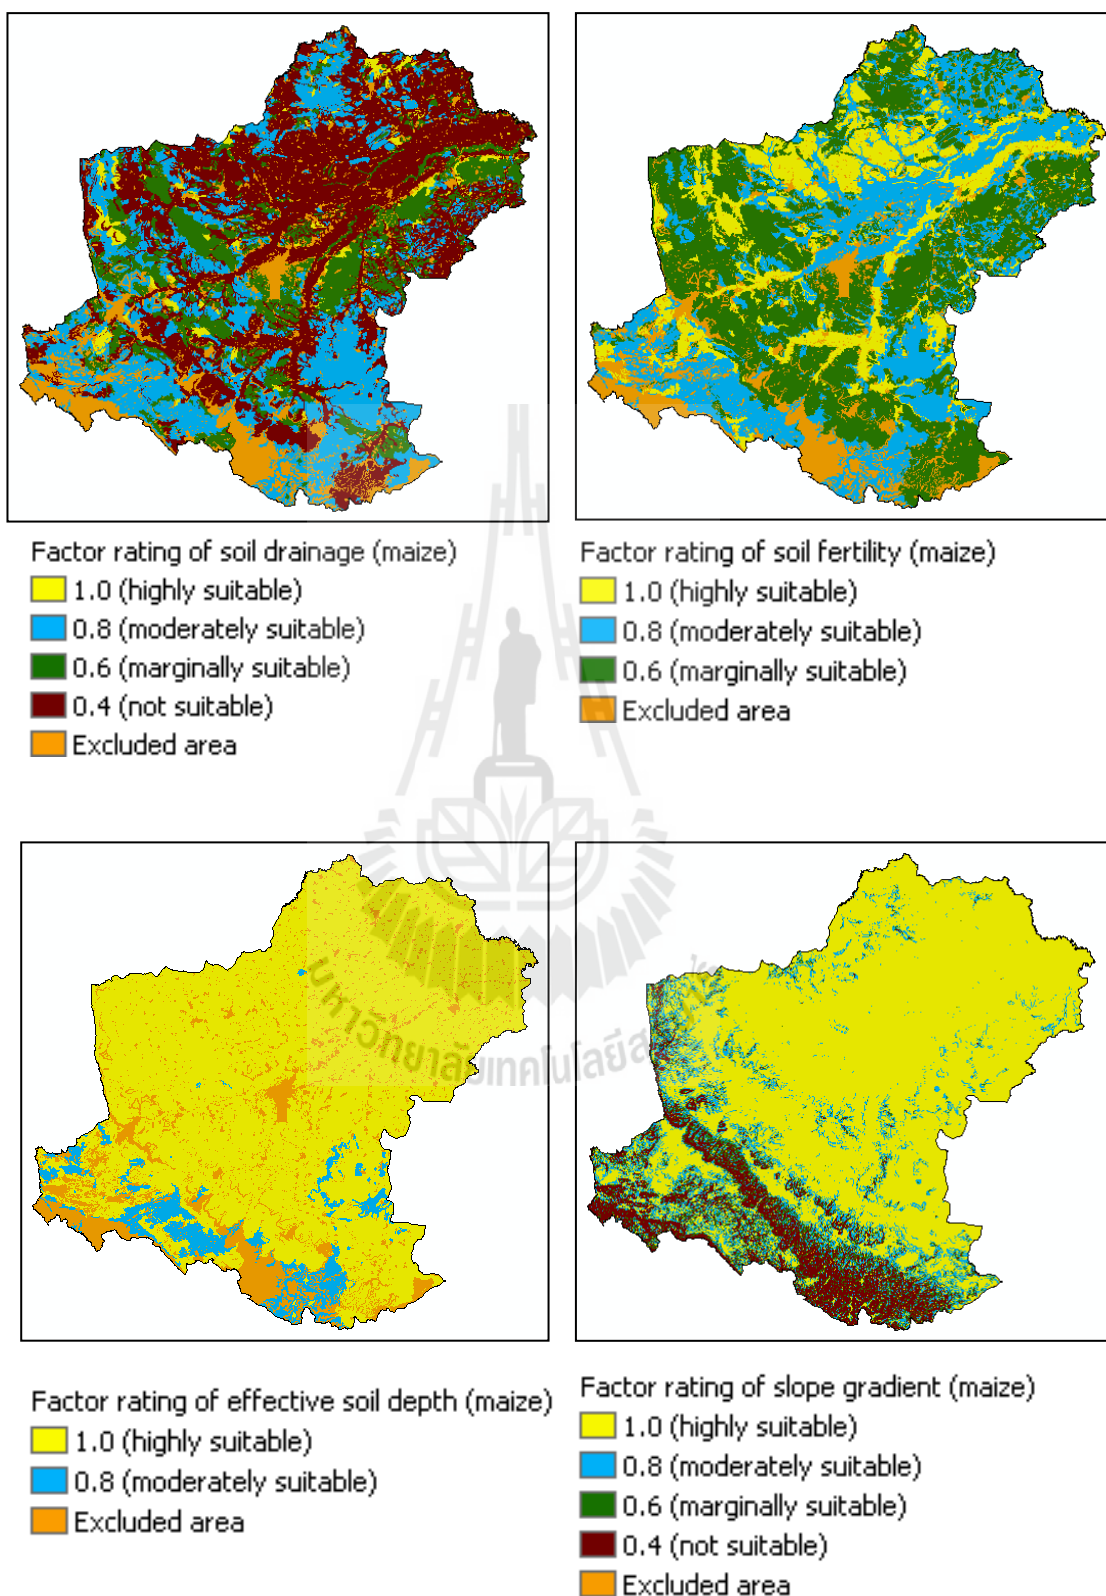 Factor rating of soil drainage (maize)
1.0 (highly suitable)
0.8 (moderately suitable)
0.6 (marginally suitable)
0.4 (not suitable)
Excluded area
Factor rating of soil fertility (maize)
1.0 (highly suitable)
0.8 (moderately suitable)
0.6 (marginally suitable)
Excluded area
Factor rating of effective soil depth (maize)
1.0 (highly suitable)
0.8 (moderately suitable)
Excluded area
Factor rating of slope gradient (maize)
1.0 (highly suitable)
0.8 (moderately suitable)
0.6 (marginally suitable)
0.4 (not suitable)
Excluded area